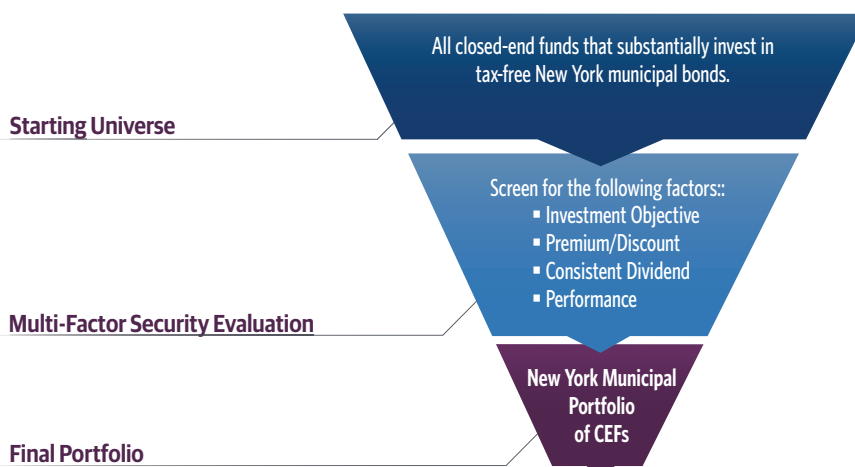 All closed-end funds that substantially invest in
tax-free New York municipal bonds.
Starting Universe
Screen for the following factors::
▪ Investment Objective
▪ Premium/Discount
▪ Consistent Dividend
▪ Performance
Multi-Factor Security Evaluation
New York Municipal
Portfolio
of CEFs
Final Portfolio